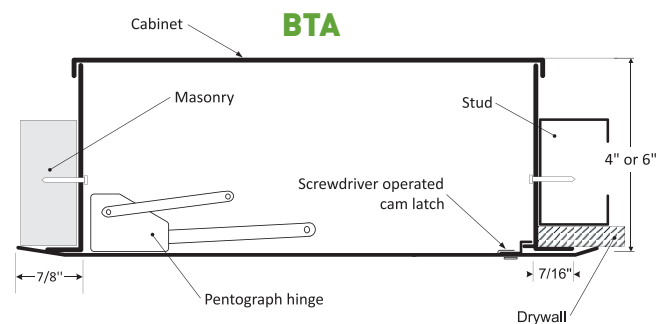 BTA
Cabinet
Masonry
Stud
4" or 6"
Screwdriver operated
cam latch
7/8"
7/16"
Pentograph hinge
Drywall